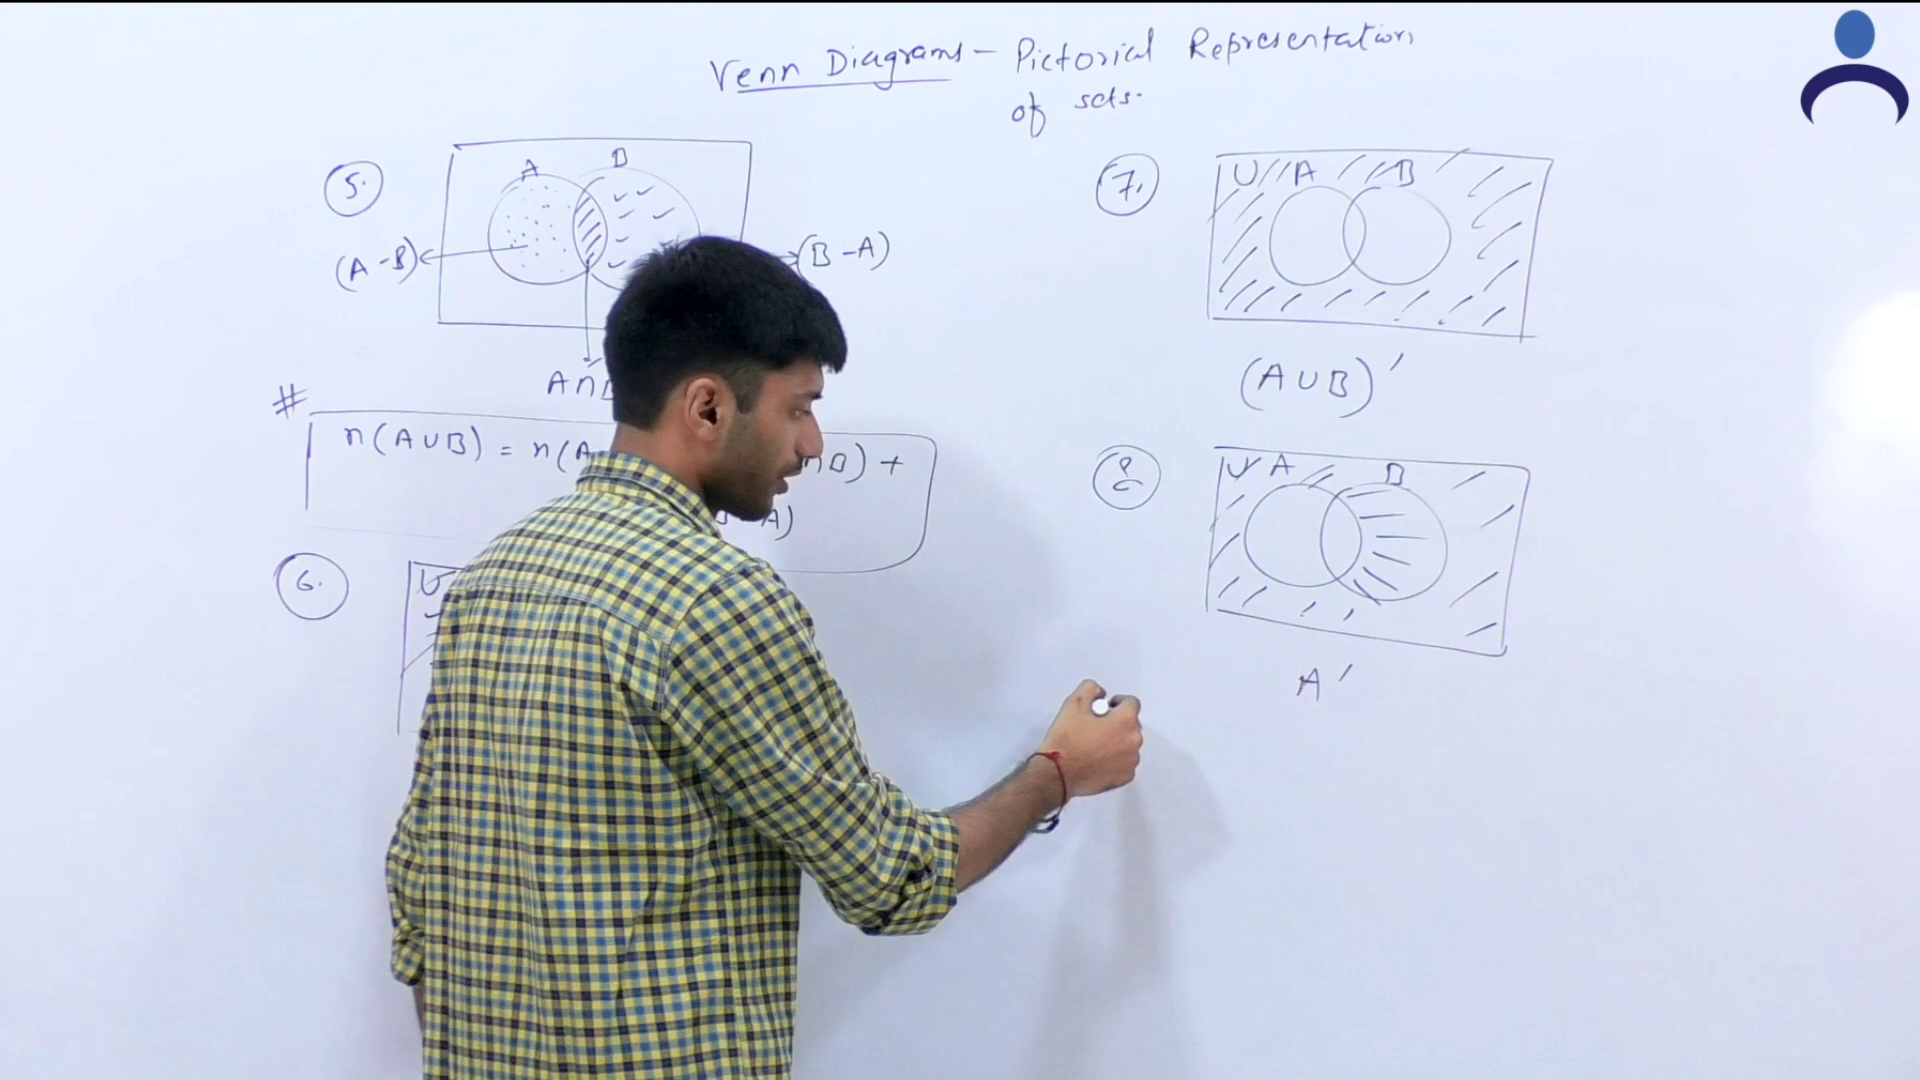 Venn Diagrams - Pictorial Representation
of sets.
5.
A B
(A - B)
(B - A)
A ∩ B
#
n(A ∪ B) = n(A ∩ B) +
- A)
6.
U
7.
U A B
(A ∪ B)'
8
U A B
A'